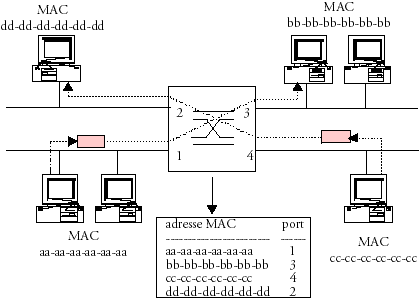 MAC
dd-dd-dd-dd-dd-dd
MAC
bb-bb-bb-bb-bb-bb
2
3
1
4
MAC
aa-aa-aa-aa-aa-aa
MAC
cc-cc-cc-cc-cc-cc
adresse MAC port
aa-aa-aa-aa-aa-aa 1
bb-bb-bb-bb-bb-bb 3
cc-cc-cc-cc-cc-cc 4
dd-dd-dd-dd-dd-dd 2